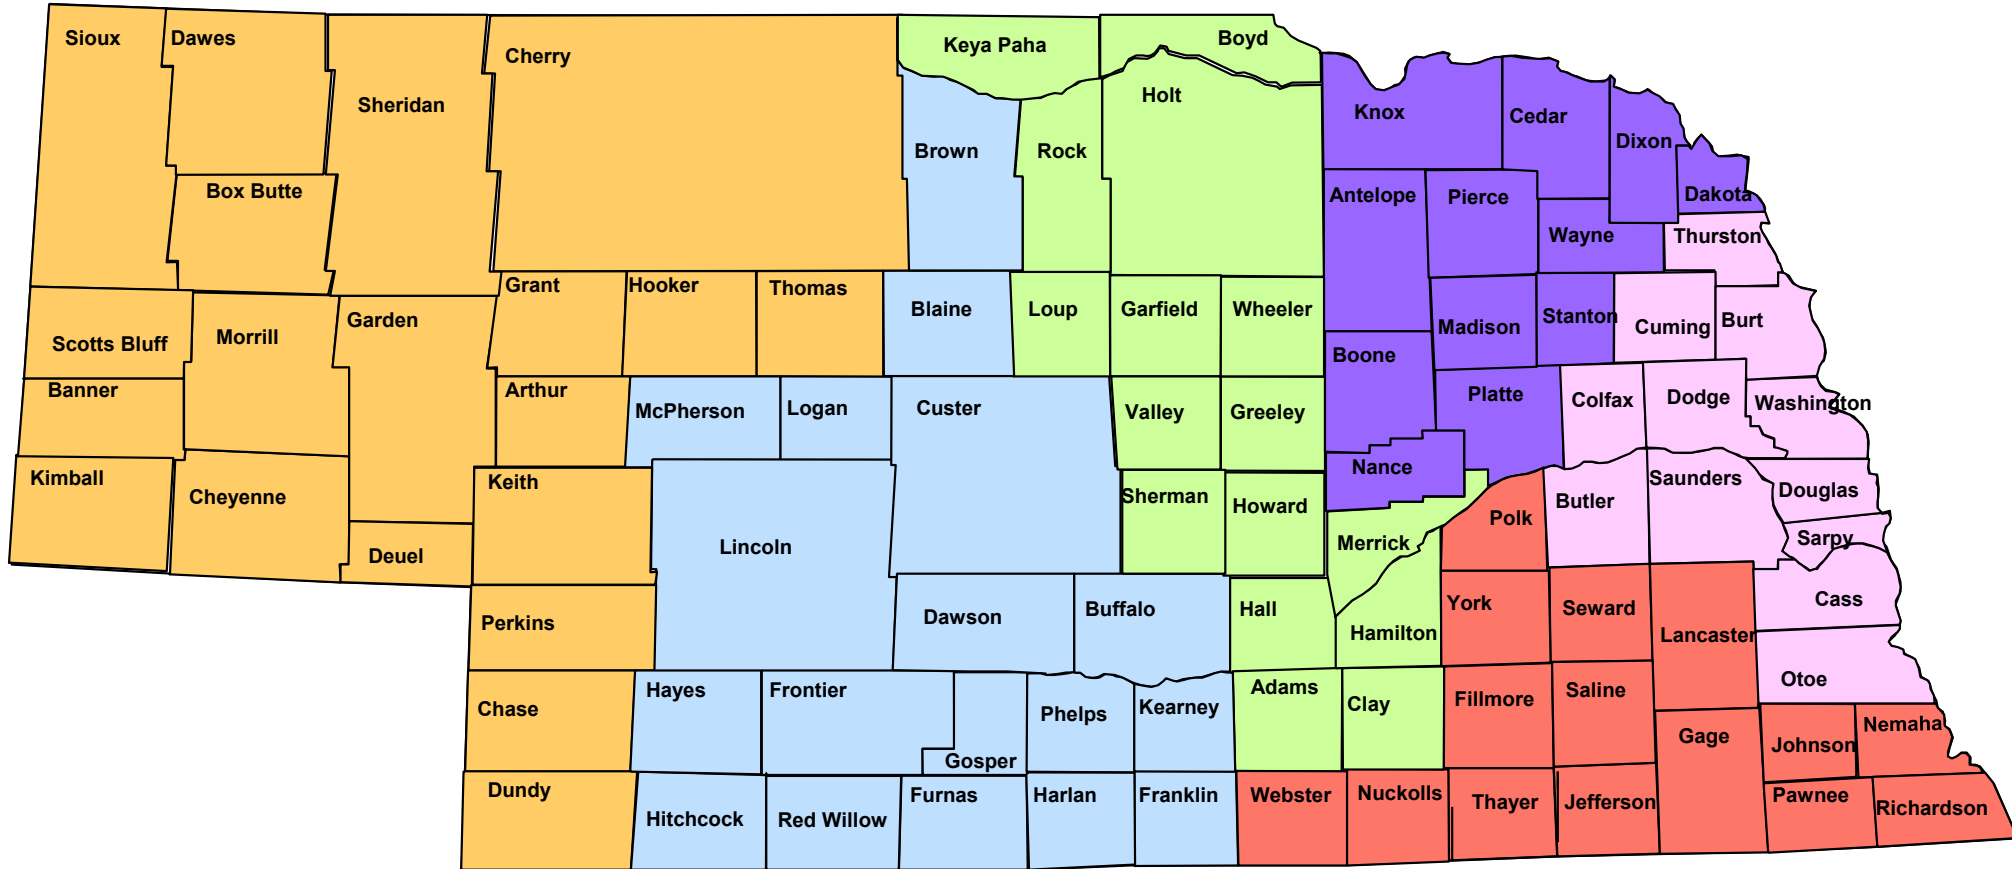 Sioux
Dawes
Cherry
Keya Paha
Boyd
Sheridan
Holt
Knox
Cedar
Dixon
Brown
Rock
Box Butte
Antelope
Pierce
Dakota
Wayne
Thurston
Grant
Hooker
Thomas
Blaine
Loup
Garfield
Wheeler
Garden
Madison
Stanton
Cuming
Burt
Scotts Bluff
Morrill
Boone
Banner
Arthur
McPherson
Logan
Custer
Valley
Greeley
Platte
Colfax
Dodge
Washington
Kimball
Cheyenne
Keith
Sherman
Howard
Nance
Saunders
Douglas
Butler
Polk
Deuel
Lincoln
Merrick
Sarpy
Perkins
Dawson
Buffalo
Hall
Hamilton
York
Seward
Lancaster
Cass
Chase
Hayes
Frontier
Gosper
Phelps
Kearney
Adams
Clay
Fillmore
Saline
Gage
Otoe
Johnson
Nemaha
Dundy
Hitchcock
Red Willow
Furnas
Harlan
Franklin
Webster
Nuckolls
Thayer
Jefferson
Pawnee
Richardson